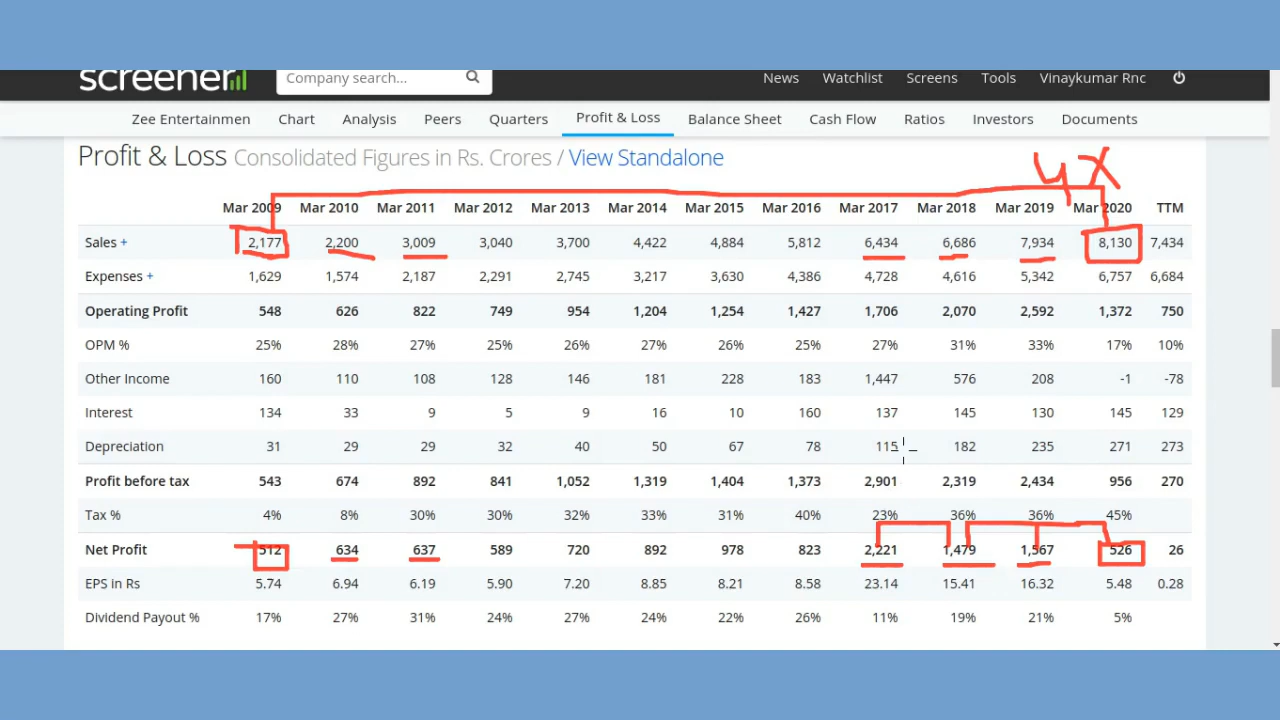 screener
Company search...
News Watchlist Screens Tools Vinaykumar Rnc
Zee Entertainmen Chart Analysis Peers Quarters Profit & Loss Balance Sheet Cash Flow Ratios Investors Documents
Profit & Loss Consolidated Figures in Rs. Crores / View Standalone
4X
Mar 2009 Mar 2010 Mar 2011 Mar 2012 Mar 2013 Mar 2014 Mar 2015 Mar 2016 Mar 2017 Mar 2018 Mar 2019 Mar 2020 TTM
Sales + 2,177 2,200 3,009 3,040 3,700 4,422 4,884 5,812 6,434 6,686 7,934 8,130 7,434
Expenses + 1,629 1,574 2,187 2,291 2,745 3,217 3,630 4,386 4,728 4,616 5,342 6,757 6,684
Operating Profit 548 626 822 749 954 1,204 1,254 1,427 1,706 2,070 2,592 1,372 750
OPM % 25% 28% 27% 25% 26% 27% 26% 25% 27% 31% 33% 17% 10%
Other Income 160 110 108 128 146 181 228 183 1,447 576 208 -1 -78
Interest 134 33 9 5 9 16 10 160 137 145 130 145 129
Depreciation 31 29 29 32 40 50 67 78 115 182 235 271 273
Profit before tax 543 674 892 841 1,052 1,319 1,404 1,373 2,901 2,319 2,434 956 270
Tax % 4% 8% 30% 30% 32% 33% 31% 40% 23% 36% 36% 45%
Net Profit 512 634 637 589 720 892 978 823 2,221 1,479 1,567 526 26
EPS in Rs 5.74 6.94 6.19 5.90 7.20 8.85 8.21 8.58 23.14 15.41 16.32 5.48 0.28
Dividend Payout % 17% 27% 31% 24% 27% 24% 22% 26% 11% 19% 21% 5%